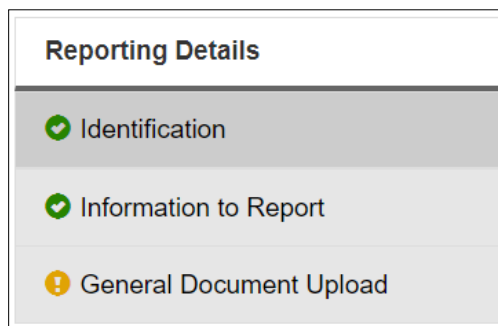 Reporting Details
Identification
Information to Report
General Document Upload